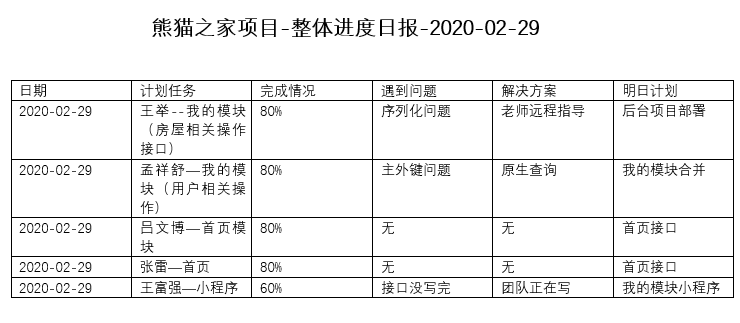 熊猫之家项目-整体进度日报-2020-02-29
日期 计划任务 完成情况 遇到问题 解决方案 明日计划
2020-02-29 王举--我的模块 80% 序列化问题 老师远程指导 后台项目部署
（房屋相关操作
接口）
2020-02-29 孟祥舒—我的模 80% 主外键问题 原生查询 我的模块合并
块（用户相关操
作）
2020-02-29 吕文博—首页模 80% 无 无 首页接口
块
2020-02-29 张雷—首页 80% 无 无 首页接口
2020-02-29 王富强—小程序 60% 接口没写完 团队正在写 我的模块小程序